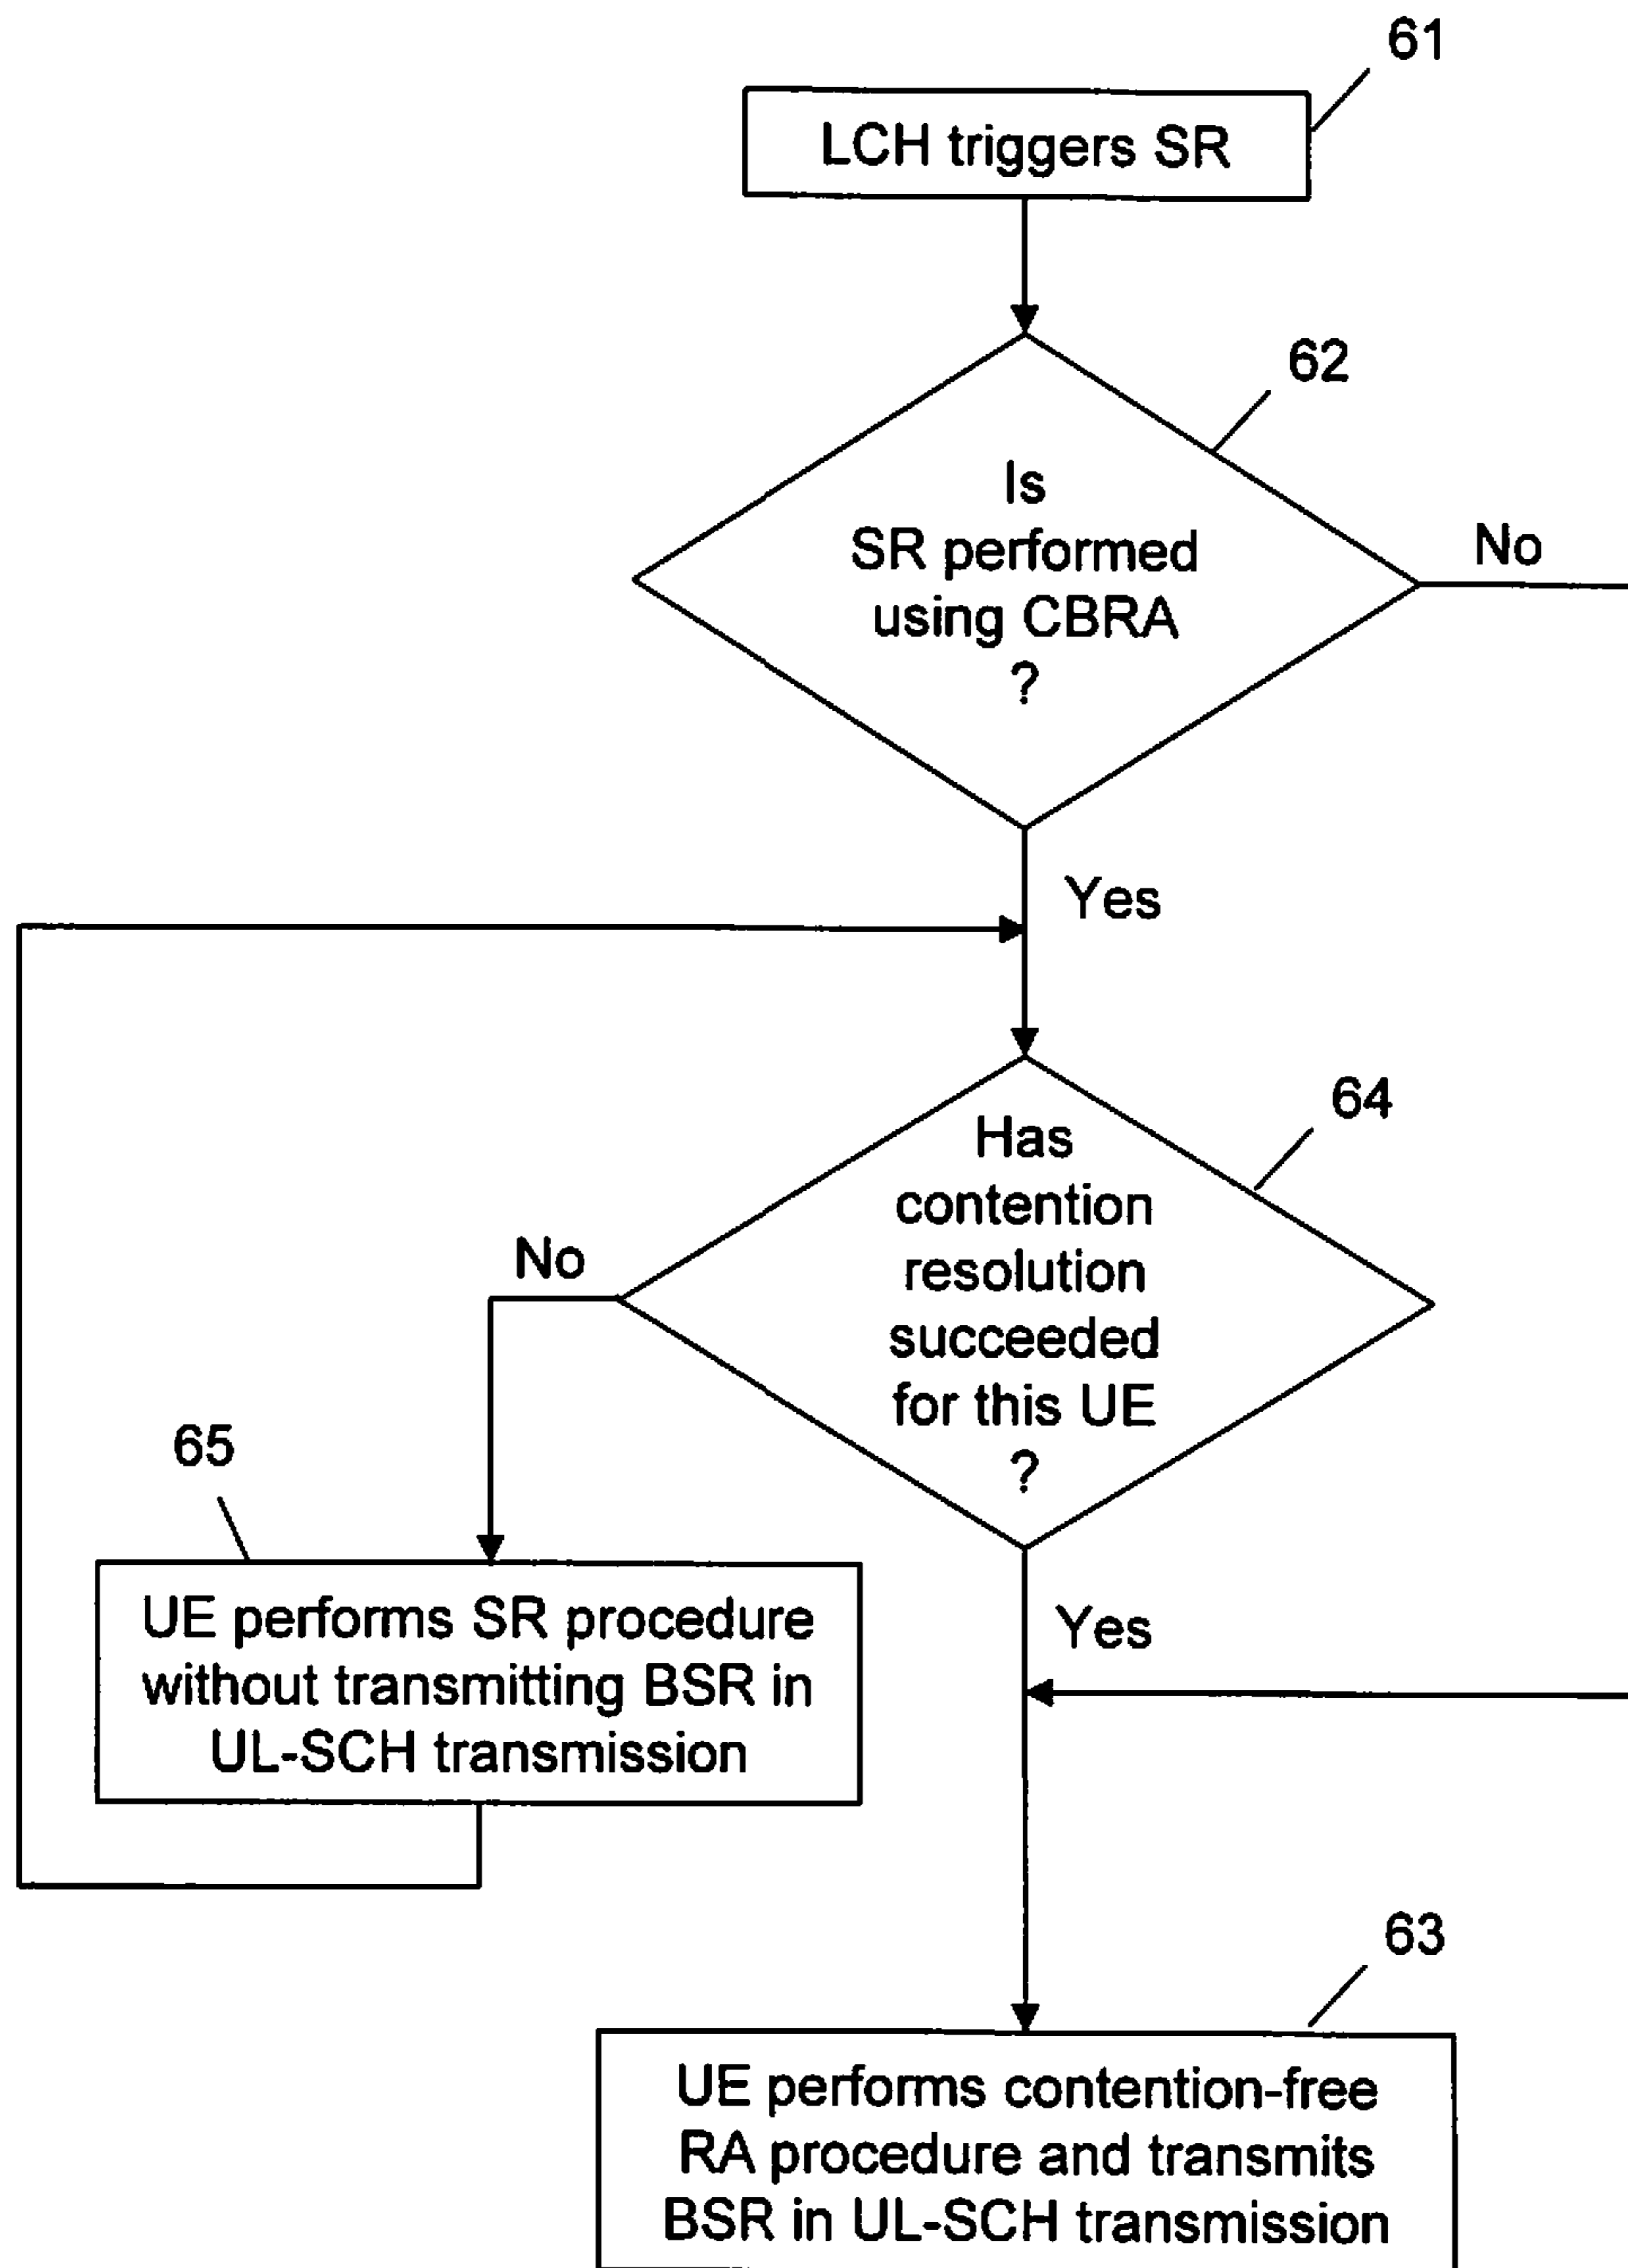 61
LCH triggers SR
62
Is
SR performed
using CBRA
?
No
Yes
64
Has
contention
resolution
succeeded
for this UE
?
No
65
UE performs SR procedure
without transmitting BSR in
UL-SCH transmission
Yes
63
UE performs contention-free
RA procedure and transmits
BSR in UL-SCH transmission